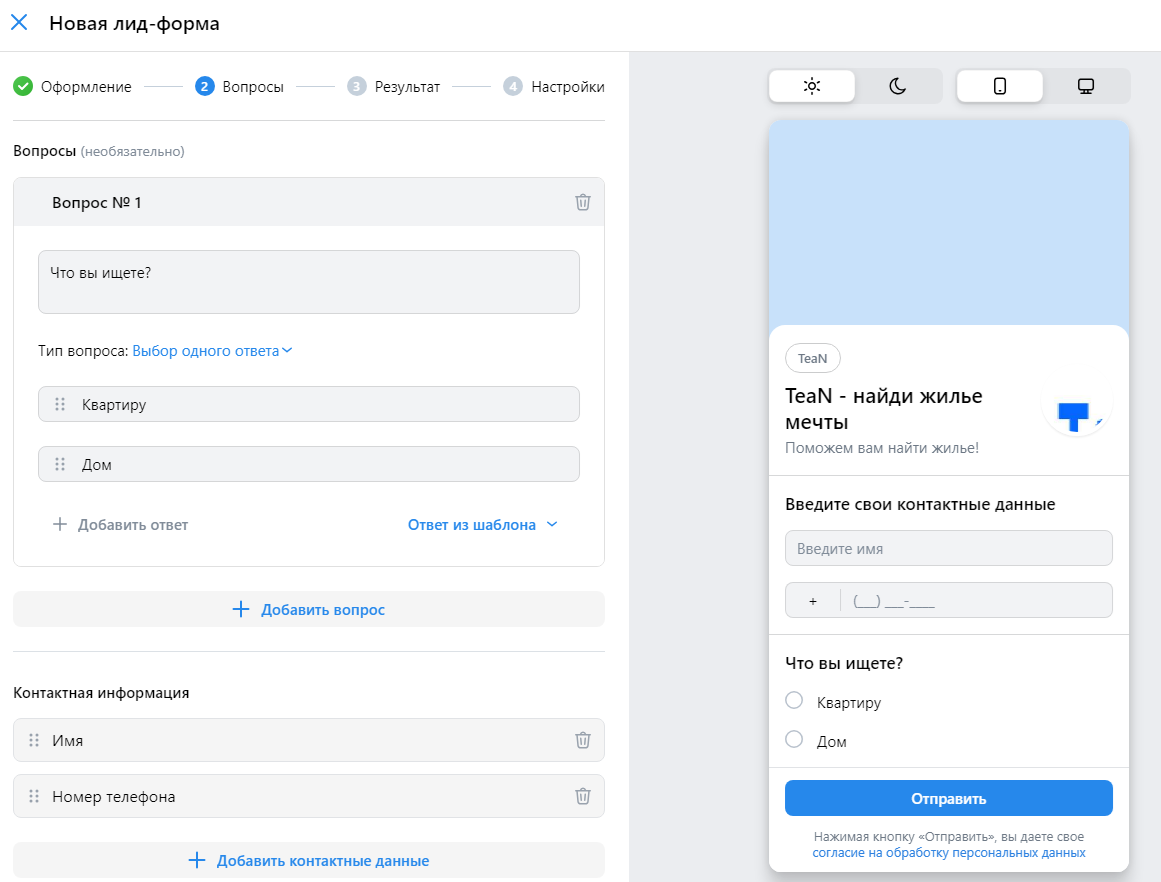 Новая лид-форма
Оформление
2 Вопросы
3 Результат
4 Настройки
Вопросы (необязательно)
Вопрос № 1
Что вы ищете?
Тип вопроса: Выбор одного ответа
Квартиру
Дом
Добавить ответ
Ответ из шаблона
Добавить вопрос
Контактная информация
Имя
Номер телефона
Добавить контактные данные
TeaN
TeaN - найди жилье
мечты
Поможем вам найти жилье!
Введите свои контактные данные
Введите имя
+ (__) ___-____
Что вы ищете?
Квартиру
Дом
Отправить
Нажимая кнопку «Отправить», вы даете свое
согласие на обработку персональных данных